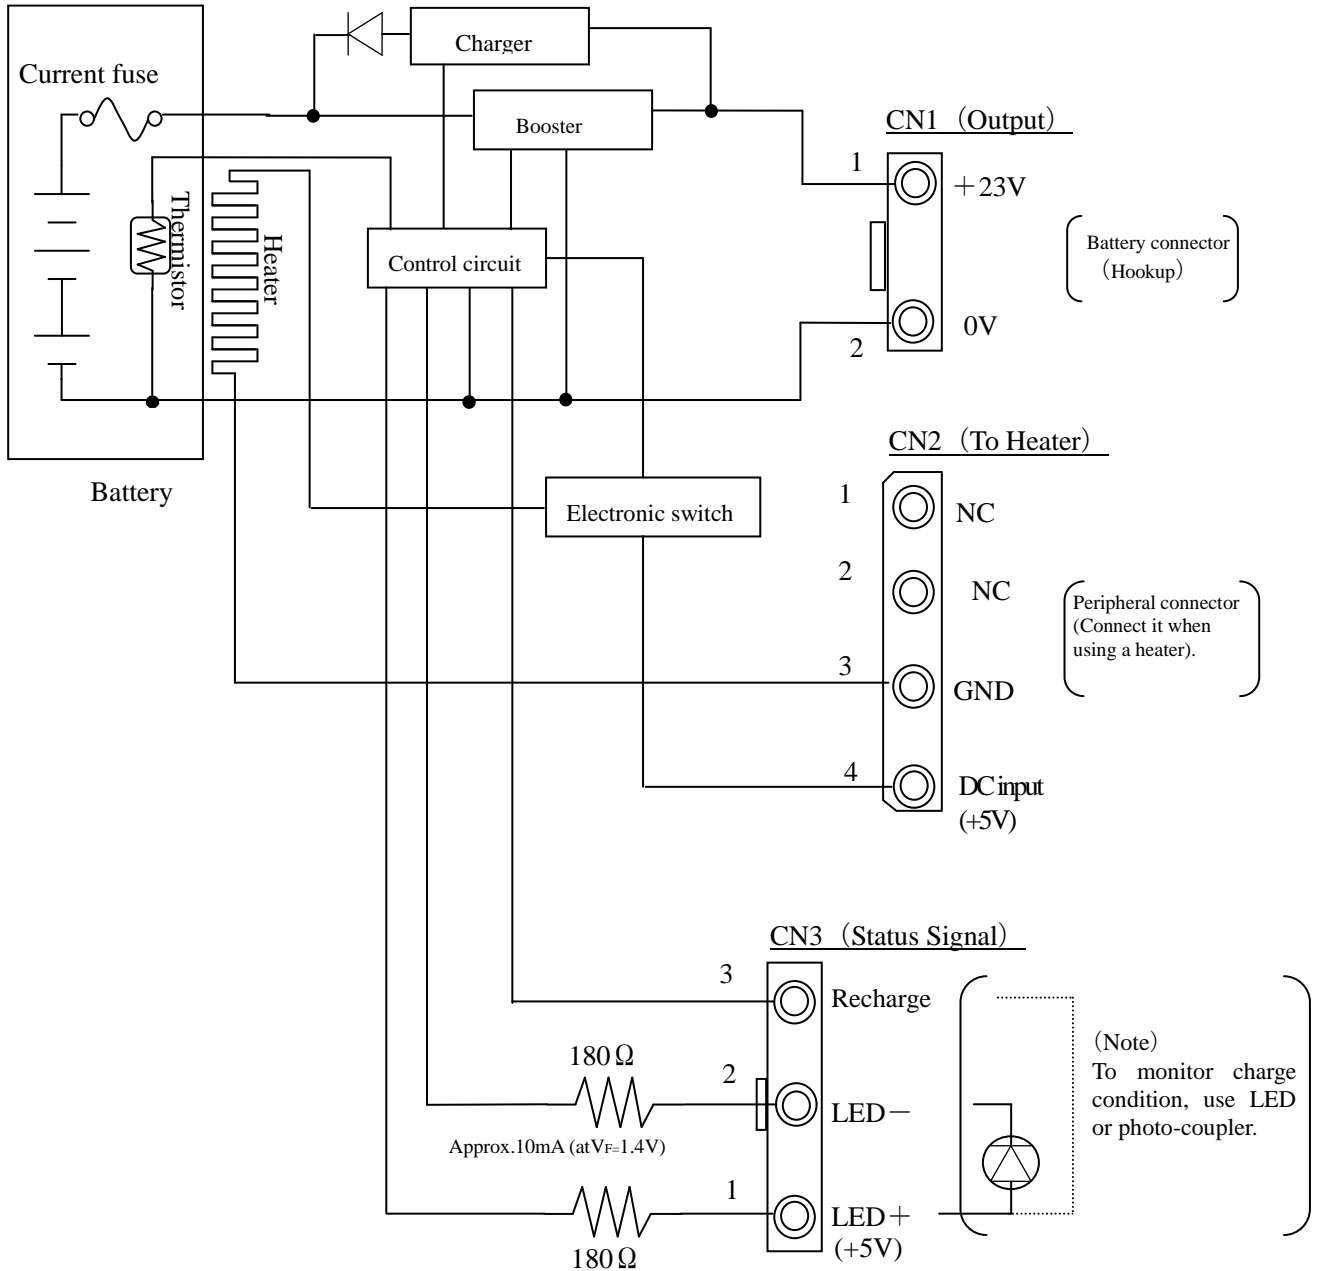 Charger
Current fuse
Booster
CN1 （Output）
1
＋23V
Thermistor
Heater
Battery connector
（Hookup）
Control circuit
0V
2
CN2 （To Heater）
Battery
1
NC
Electronic switch
2
NC
Peripheral connector
(Connect it when
using a heater).
3
GND
4
DC input
(+5V)
CN3 （Status Signal）
3
Recharge
（Note）
To monitor charge
condition, use LED
or photo-coupler.
180Ω
2
LED－
Approx.10mA (atVF=1.4V)
1
LED＋
(+5V)
180Ω